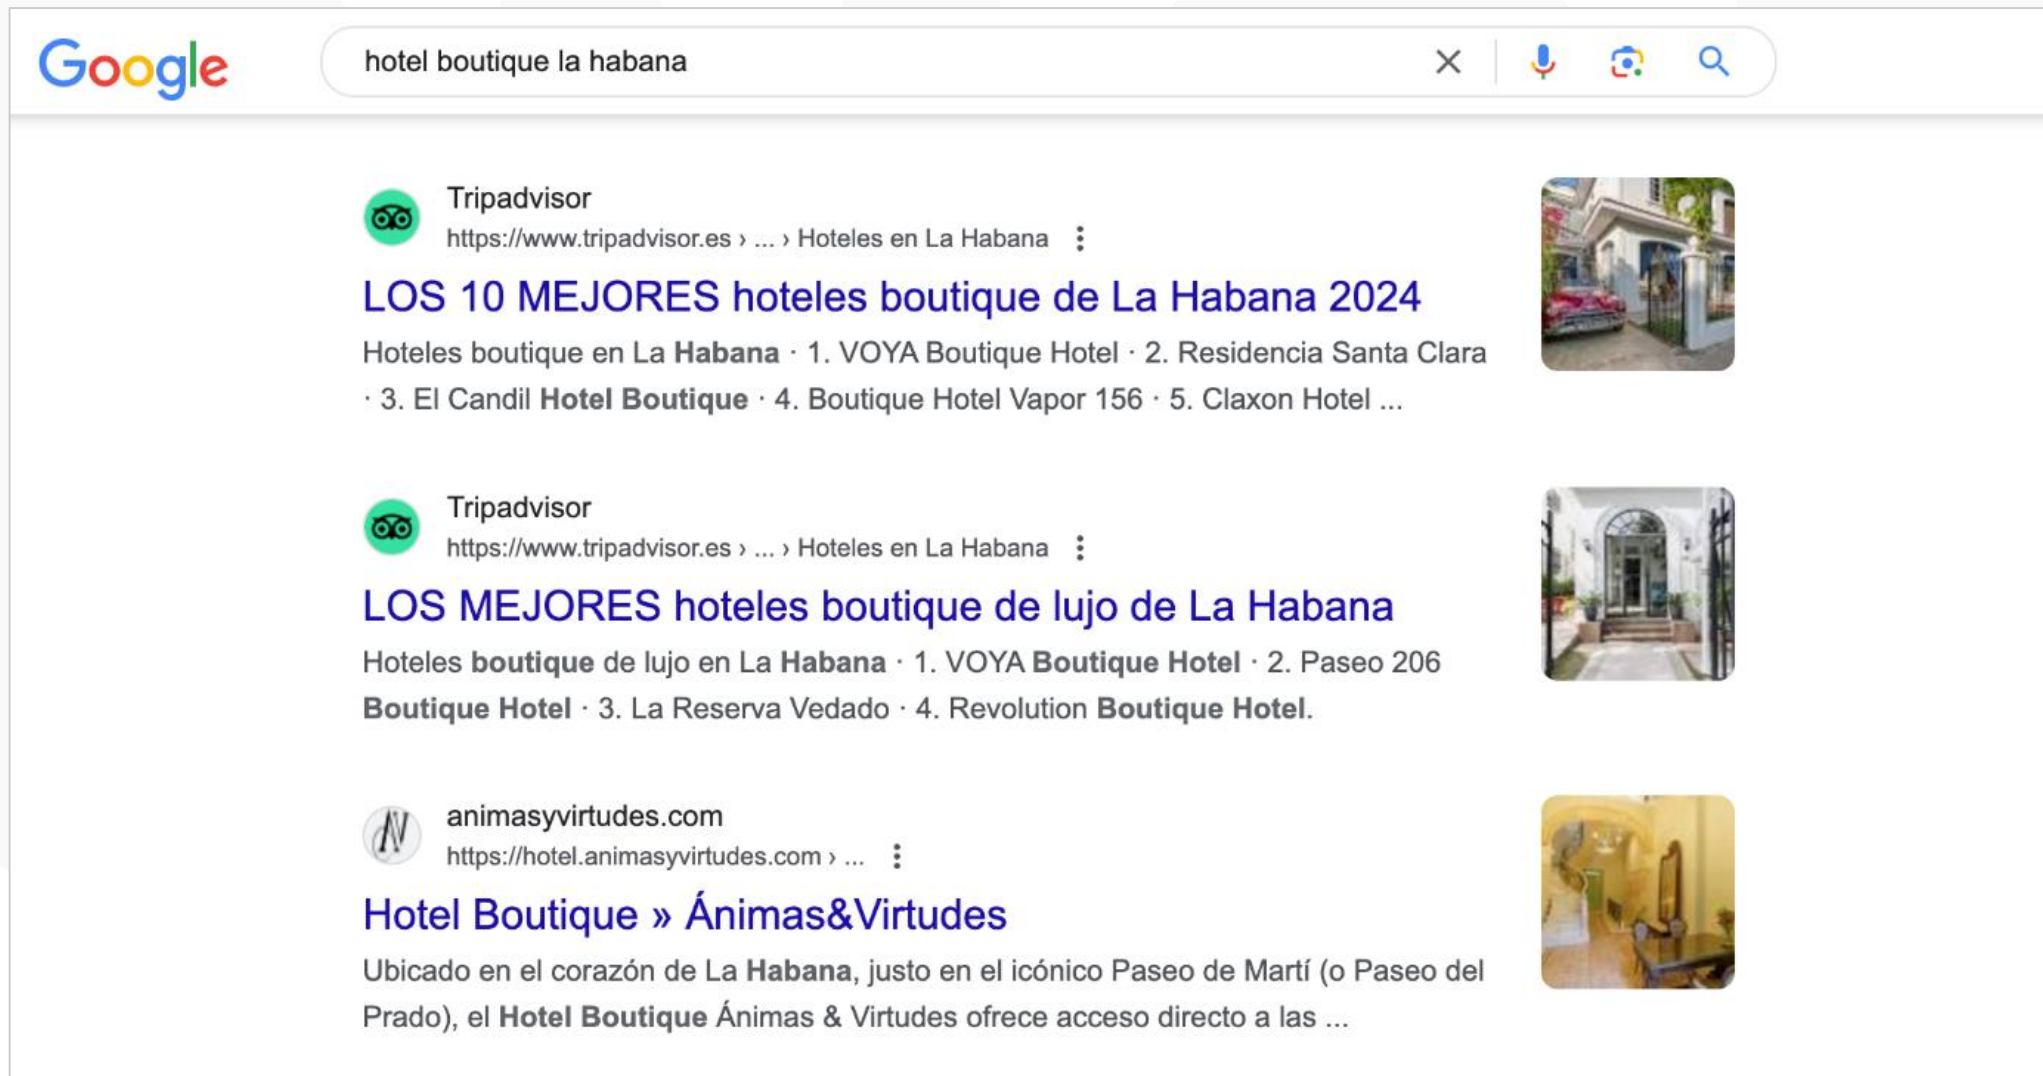 Google
hotel boutique la habana
Tripadvisor
https://www.tripadvisor.es › ... › Hoteles en La Habana
LOS 10 MEJORES hoteles boutique de La Habana 2024
Hoteles boutique en La Habana · 1. VOYA Boutique Hotel · 2. Residencia Santa Clara
· 3. El Candil Hotel Boutique · 4. Boutique Hotel Vapor 156 · 5. Claxon Hotel ...
Tripadvisor
https://www.tripadvisor.es › ... › Hoteles en La Habana
LOS MEJORES hoteles boutique de lujo de La Habana
Hoteles boutique de lujo en La Habana · 1. VOYA Boutique Hotel · 2. Paseo 206
Boutique Hotel · 3. La Reserva Vedado · 4. Revolution Boutique Hotel.
animasyvirtudes.com
https://hotel.animasyvirtudes.com › ...
Hotel Boutique » Ánimas&Virtudes
Ubicado en el corazón de La Habana, justo en el icónico Paseo de Martí (o Paseo del
Prado), el Hotel Boutique Ánimas & Virtudes ofrece acceso directo a las ...